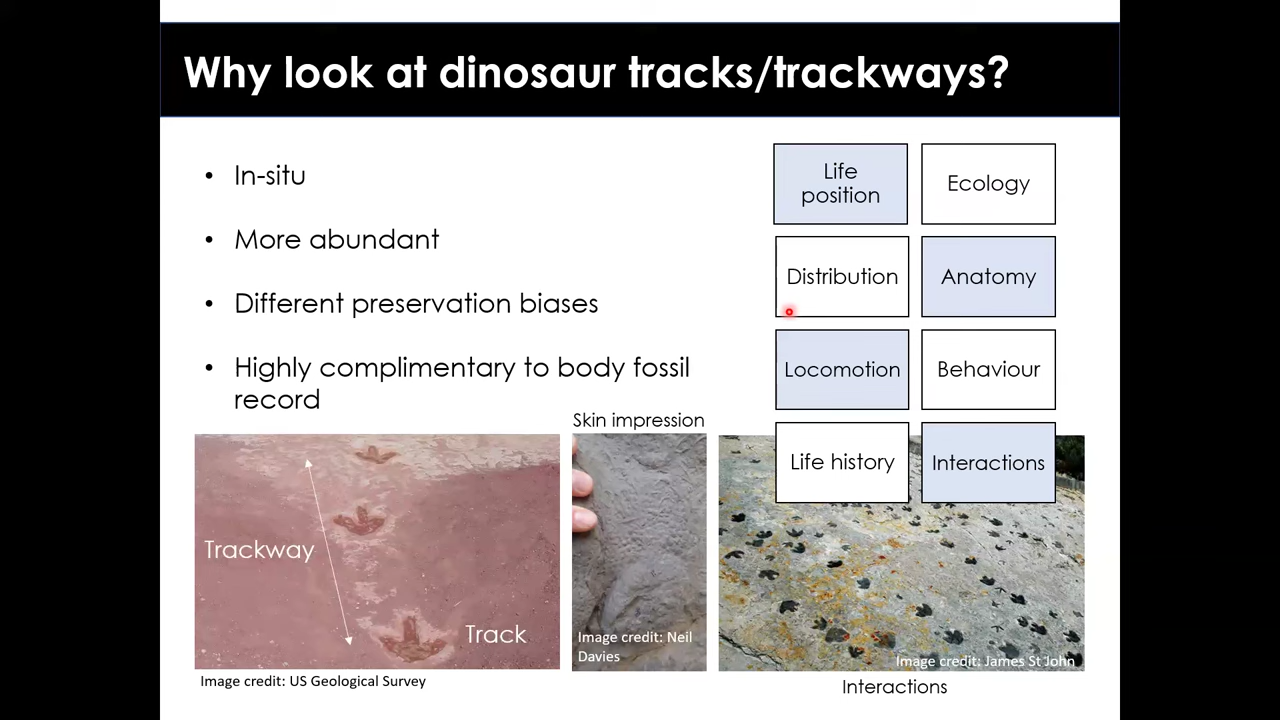 Why look at dinosaur tracks/trackways?
• In-situ
• More abundant
• Different preservation biases
• Highly complimentary to body fossil
record
Life
position
Ecology
Distribution
Anatomy
Locomotion
Behaviour
Life history
Interactions
Skin impression
Trackway
Track
Image credit: US Geological Survey
Image credit: Neil
Davies
Image credit: James St John
Interactions